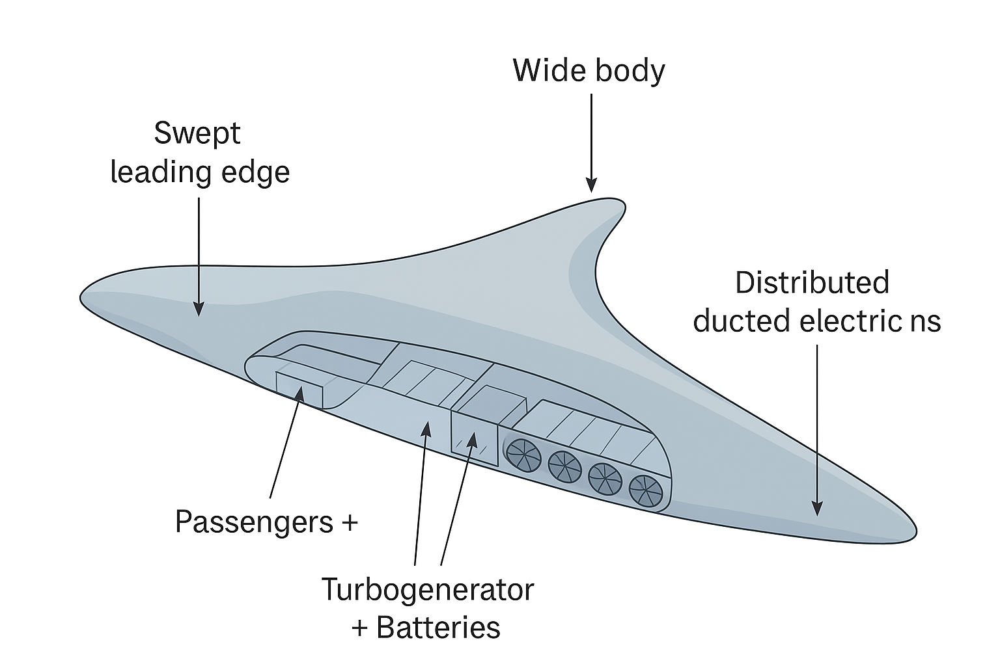 Wide body
Swept
leading edge
Distributed
ducted electric ns
Passengers +
Turbogenerator
+ Batteries